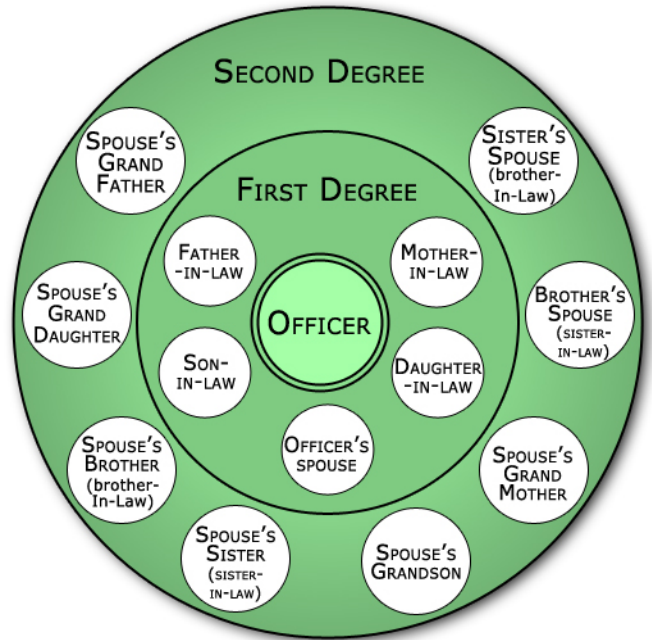 SECOND DEGREE
SPOUSE'S
GRAND
FATHER
SISTER'S
SPOUSE
(brother-
In-Law)
FIRST DEGREE
FATHER
-IN-LAW
MOTHER-
IN-LAW
OFFICER
SPOUSE'S
GRAND
DAUGHTER
BROTHER'S
SPOUSE
(SISTER-
IN-LAW)
SON-
IN-LAW
DAUGHTER
-IN-LAW
OFFICER'S
SPOUSE
SPOUSE'S
BROTHER
(brother-
In-Law)
SPOUSE'S
GRAND
MOTHER
SPOUSE'S
SISTER
(SISTER-
IN-LAW)
SPOUSE'S
GRANDSON